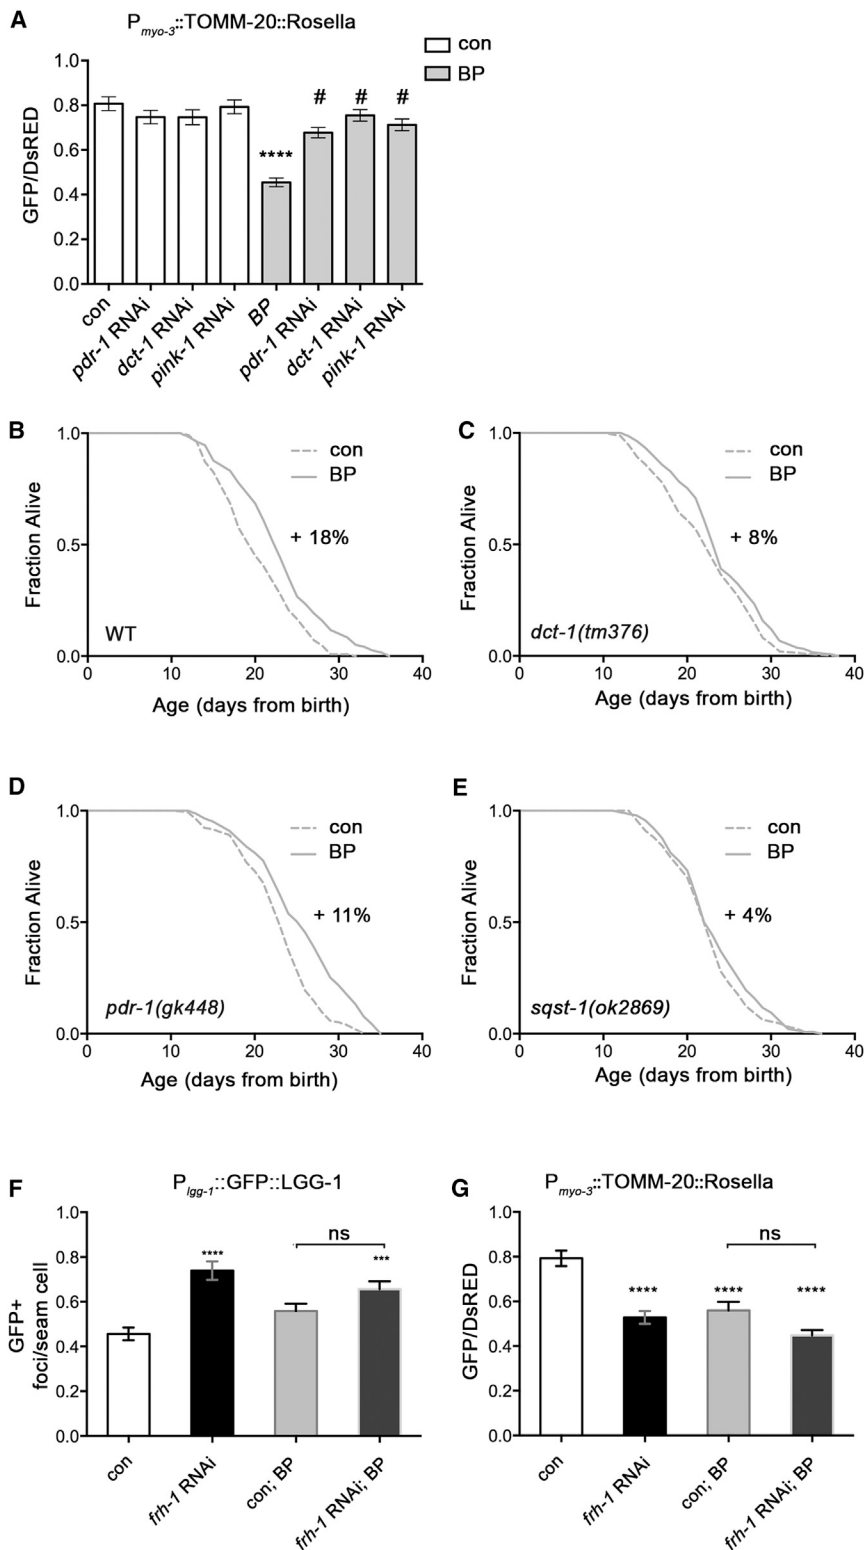 A
P myo-3::TOMM-20::Rosella
con
BP
GFP/DsRED
1.0
0.8
0.6
0.4
0.2
0.0
****
#
#
#
con
pdr-1 RNAi
dct-1 RNAi
pink-1 RNAi
BP
pdr-1 RNAi
dct-1 RNAi
pink-1 RNAi
B
Fraction Alive
1.0
0.5
0.0
con
BP
+ 18%
WT
0
10
20
30
40
Age (days from birth)
C
Fraction Alive
1.0
0.5
0.0
con
BP
+ 8%
dct-1(tm376)
0
10
20
30
40
Age (days from birth)
D
Fraction Alive
1.0
0.5
0.0
con
BP
+ 11%
pdr-1(gk448)
0
10
20
30
40
Age (days from birth)
E
Fraction Alive
1.0
0.5
0.0
con
BP
+ 4%
sqst-1(ok2869)
0
10
20
30
40
Age (days from birth)
F
P lgg-1::GFP::LGG-1
GFP+
foci/seam cell
1.0
0.8
0.6
0.4
0.2
0.0
****
ns
***
con
frh-1 RNAi
con; BP
frh-1 RNAi; BP
G
P myo-3::TOMM-20::Rosella
GFP/DsRED
1.0
0.8
0.6
0.4
0.2
0.0
ns
****
****
****
con
frh-1 RNAi
con; BP
frh-1 RNAi; BP